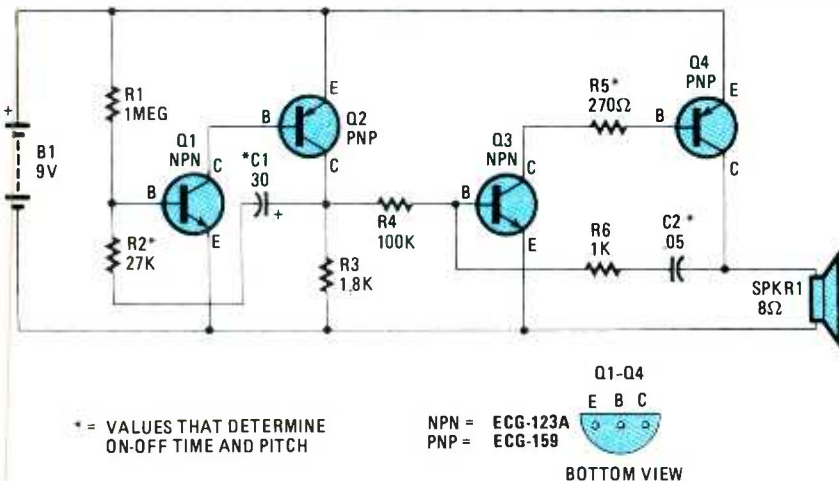 R1
1MEG
+
B1
9V
R2*
27K
Q1
NPN
B
C
E
B
E
C
Q2
PNP
*C1
30
+
R3
1.8K
R4
100K
Q3
NPN
B
C
E
R5*
270Ω
Q4
PNP
B
E
C
R6
1K
C2*
.05
SPKR1
8Ω
* = VALUES THAT DETERMINE
ON-OFF TIME AND PITCH
NPN = ECG-123A
PNP = ECG-159
Q1-Q4
E B C
BOTTOM VIEW